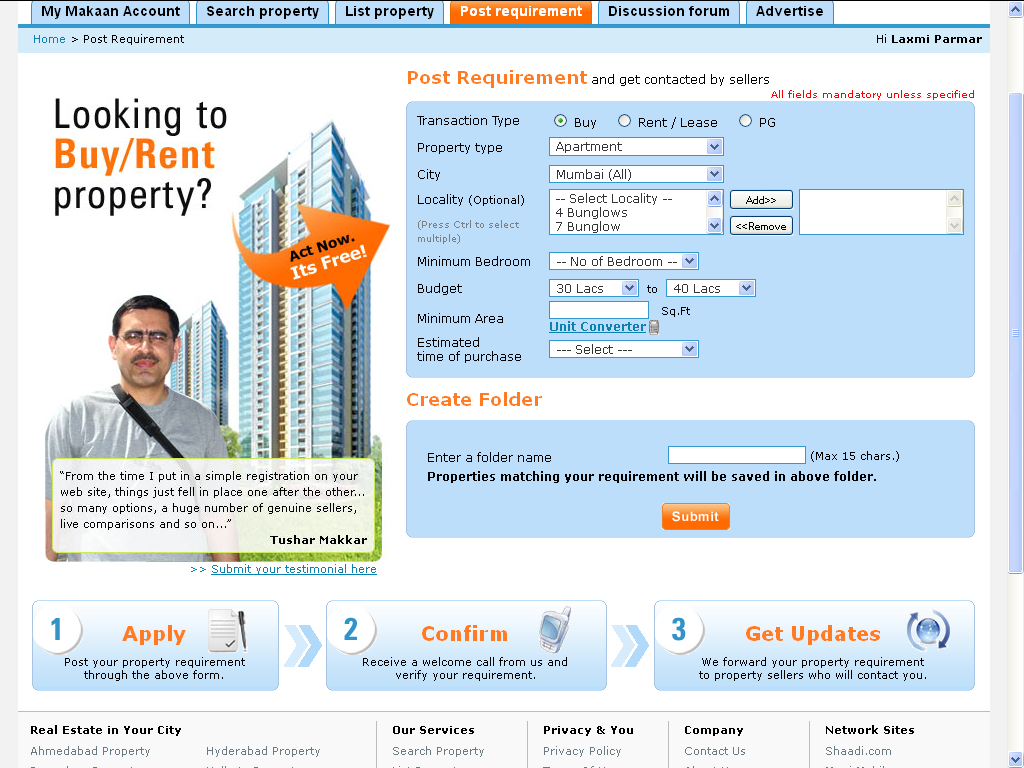 My Makaan Account Search property List property Post requirement Discussion forum Advertise
Home > Post Requirement
Hi Laxmi Parmar
Looking to
Buy/Rent
property?
Act Now.
Its Free!
“From the time I put in a simple registration on your
web site, things just fell in place one after the other...
so many options, a huge number of genuine sellers,
live comparisons and so on...”
Tushar Makkar
>> Submit your testimonial here
Post Requirement and get contacted by sellers
All fields mandatory unless specified
Transaction Type Buy Rent / Lease PG
Property type Apartment
City Mumbai (All)
Locality (Optional)
(Press Ctrl to select
multiple)
-- Select Locality --
4 Bunglows
7 Bunglow
Add>>
<<Remove
Minimum Bedroom -- No of Bedroom --
Budget 30 Lacs to 40 Lacs
Minimum Area Sq.Ft
Unit Converter
Estimated
time of purchase
--- Select ---
Create Folder
Enter a folder name (Max 15 chars.)
Properties matching your requirement will be saved in above folder.
Submit
1 Apply
Post your property requirement
through the above form.
2 Confirm
Receive a welcome call from us and
verify your requirement.
3 Get Updates
We forward your property requirement
to property sellers who will contact you.
Real Estate in Your City
Ahmedabad Property Hyderabad Property
Our Services
Search Property
Privacy & You
Privacy Policy
Company
Contact Us
Network Sites
Shaadi.com